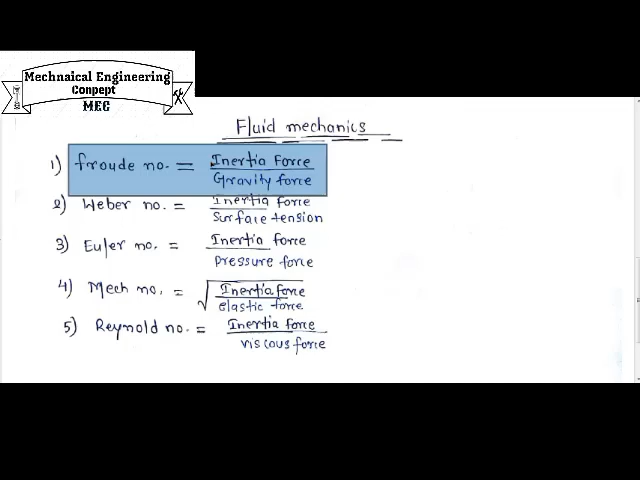 Mechnaical Engineering
Conpept
MEC
Fluid mechanics
1) Froude no. = Inertia Force
Gravity force
2) Weber no. = Inertia force
Surface tension
3) Euler no. = Inertia force
pressure force
4) Mech no. = √ Inertia force
elastic force
5) Reynold no. = Inertia force
viscous force